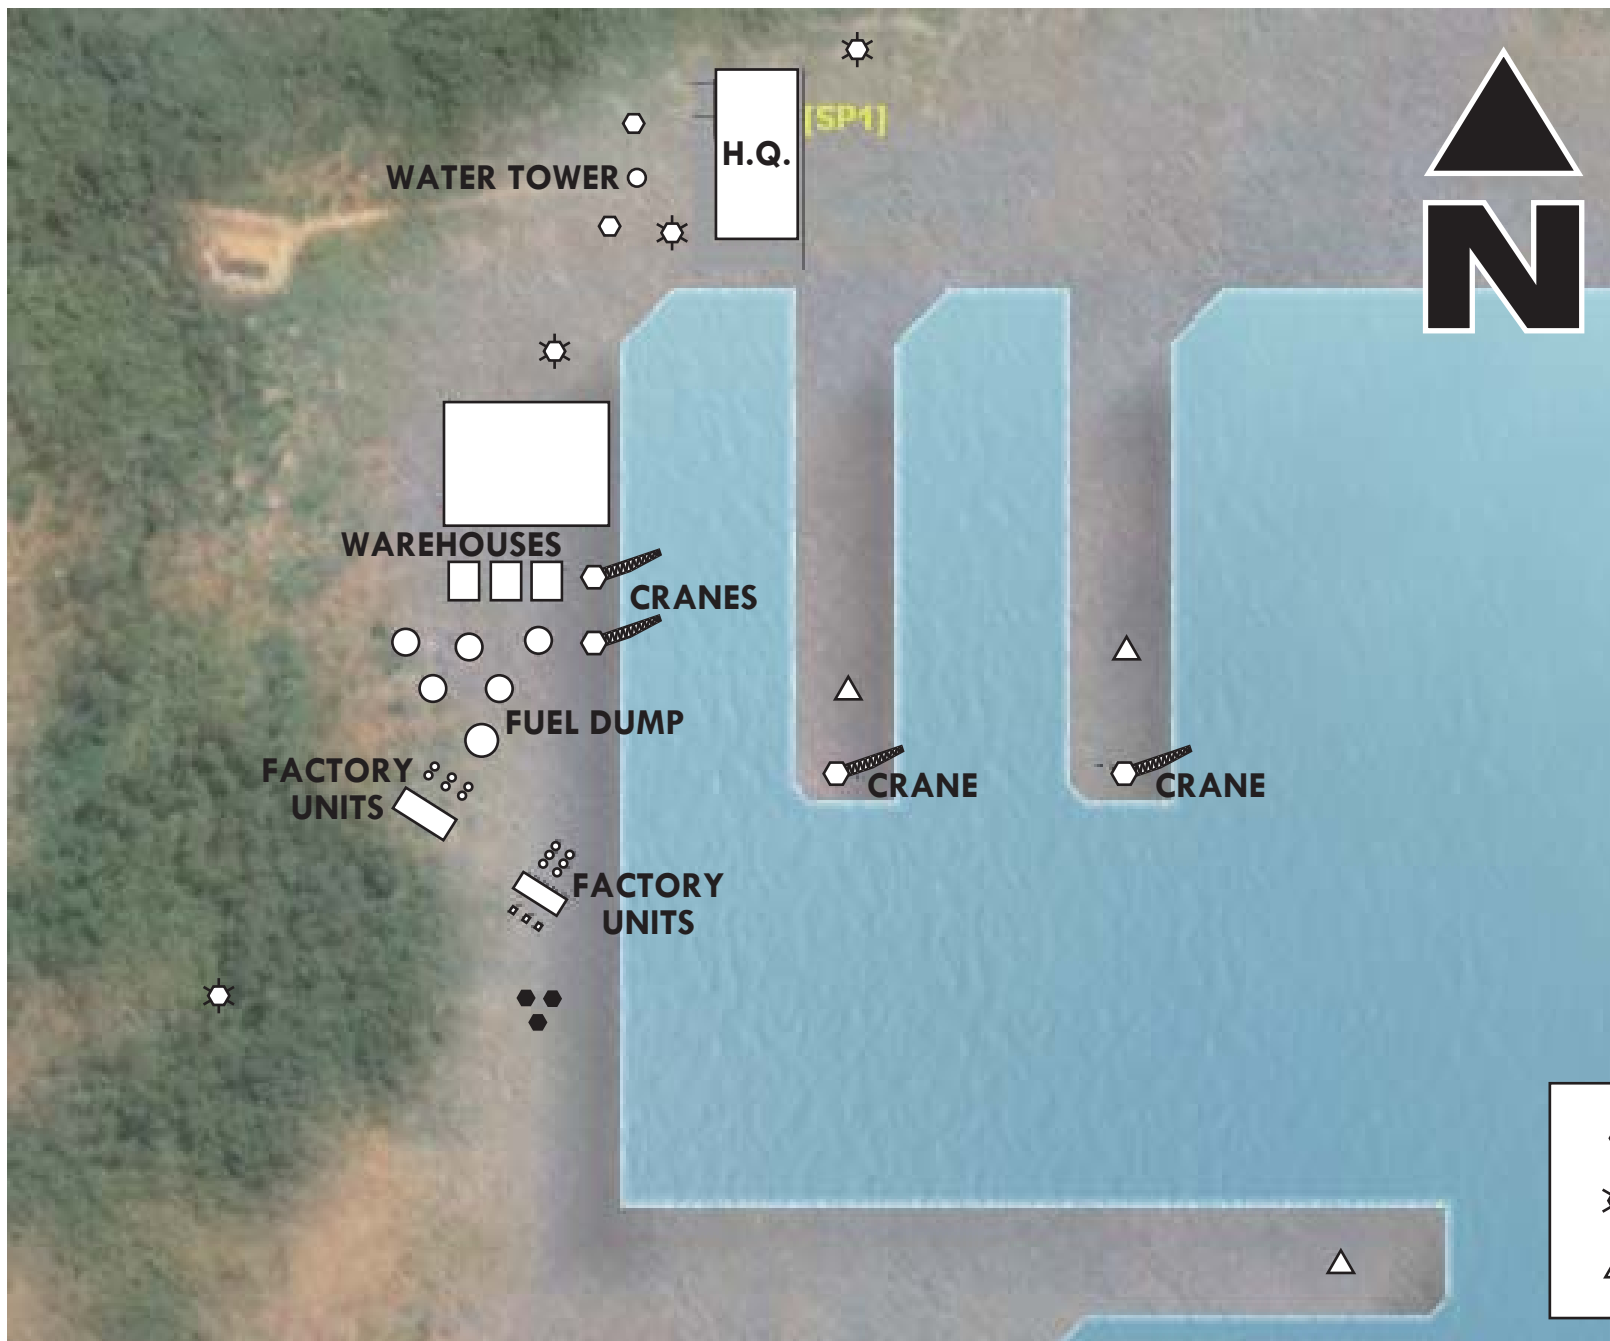 N
[SP1]
H.Q.
WATER TOWER
WAREHOUSES
CRANES
FUEL DUMP
FACTORY
UNITS
CRANE
CRANE
FACTORY
UNITS